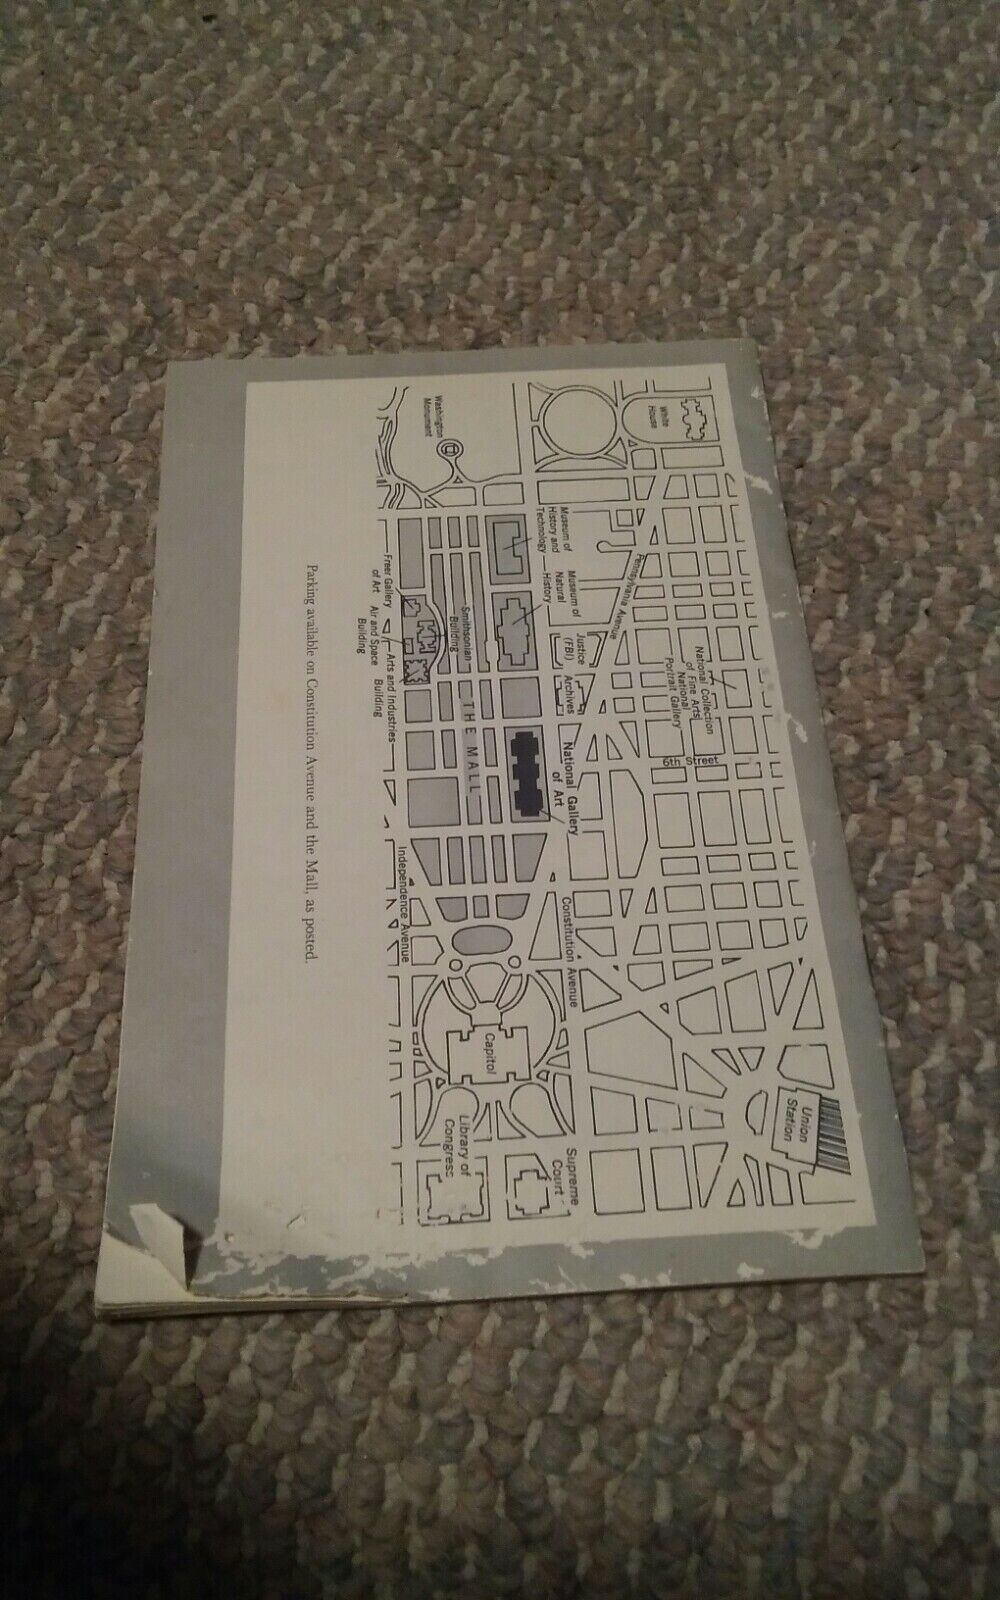 White
House
Washington
Monument
Museum of
History and
Technology
Museum of
Natural
History
Justice
(FBI)
Archives
Pennsylvania Avenue
National Collection
of Fine Arts
National
Portrait Gallery
6th Street
National Gallery
of Art
Smithsonian
Building
THE MALL
Freer Gallery
of Art
Air and Space
Building
Arts and Industries
Building
Independence Avenue
Constitution Avenue
Capitol
Union
Station
Library of
Congress
Supreme
Court
Parking available on Constitution Avenue and the Mall, as posted.